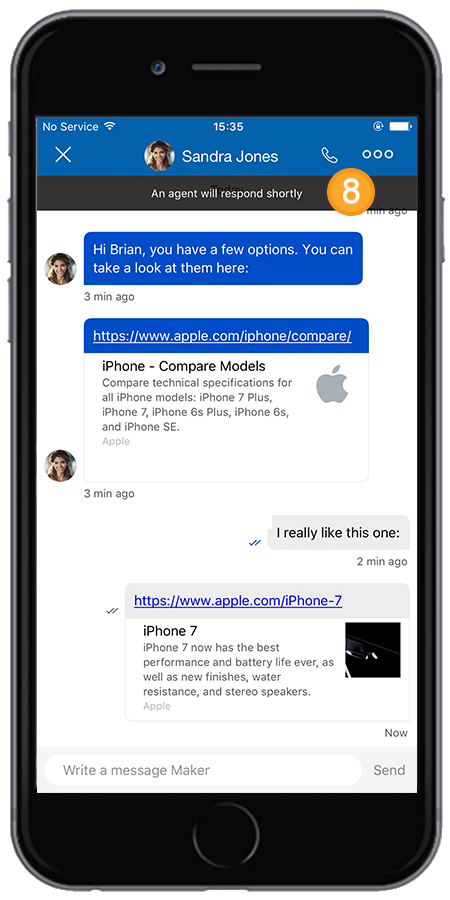 No Service 15:35
Sandra Jones
Today
An agent will respond shortly
8
min ago
Hi Brian, you have a few options. You can
take a look at them here:
3 min ago
https://www.apple.com/iphone/compare/
iPhone - Compare Models
Compare technical specifications for
all iPhone models: iPhone 7 Plus,
iPhone 7, iPhone 6s Plus, iPhone 6s,
and iPhone SE.
Apple
3 min ago
I really like this one:
2 min ago
https://www.apple.com/iPhone-7
iPhone 7
iPhone 7 now has the best
performance and battery life ever, as
well as new finishes, water
resistance, and stereo speakers.
Apple
Now
Write a message Maker Send